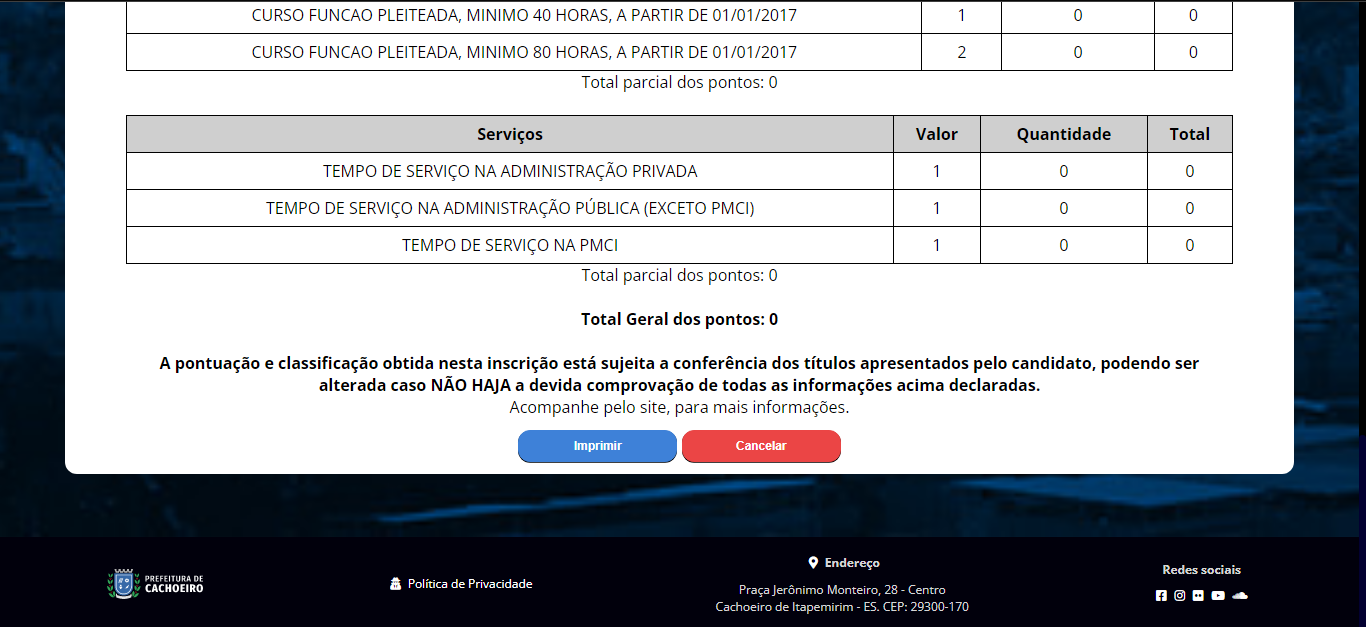 CURSO FUNCAO PLEITEADA, MINIMO 40 HORAS, A PARTIR DE 01/01/2017 1 0 0
CURSO FUNCAO PLEITEADA, MINIMO 80 HORAS, A PARTIR DE 01/01/2017 2 0 0
Total parcial dos pontos: 0
Serviços Valor Quantidade Total
TEMPO DE SERVIÇO NA ADMINISTRAÇÃO PRIVADA 1 0 0
TEMPO DE SERVIÇO NA ADMINISTRAÇÃO PÚBLICA (EXCETO PMCI) 1 0 0
TEMPO DE SERVIÇO NA PMCI 1 0 0
Total parcial dos pontos: 0
Total Geral dos pontos: 0
A pontuação e classificação obtida nesta inscrição está sujeita a conferência dos títulos apresentados pelo candidato, podendo ser
alterada caso NÃO HAJA a devida comprovação de todas as informações acima declaradas.
Acompanhe pelo site, para mais informações.
Imprimir Cancelar
PREFEITURA DE
CACHOEIRO
Política de Privacidade
Endereço
Praça Jerônimo Monteiro, 28 - Centro
Cachoeiro de Itapemirim - ES. CEP: 29300-170
Redes sociais